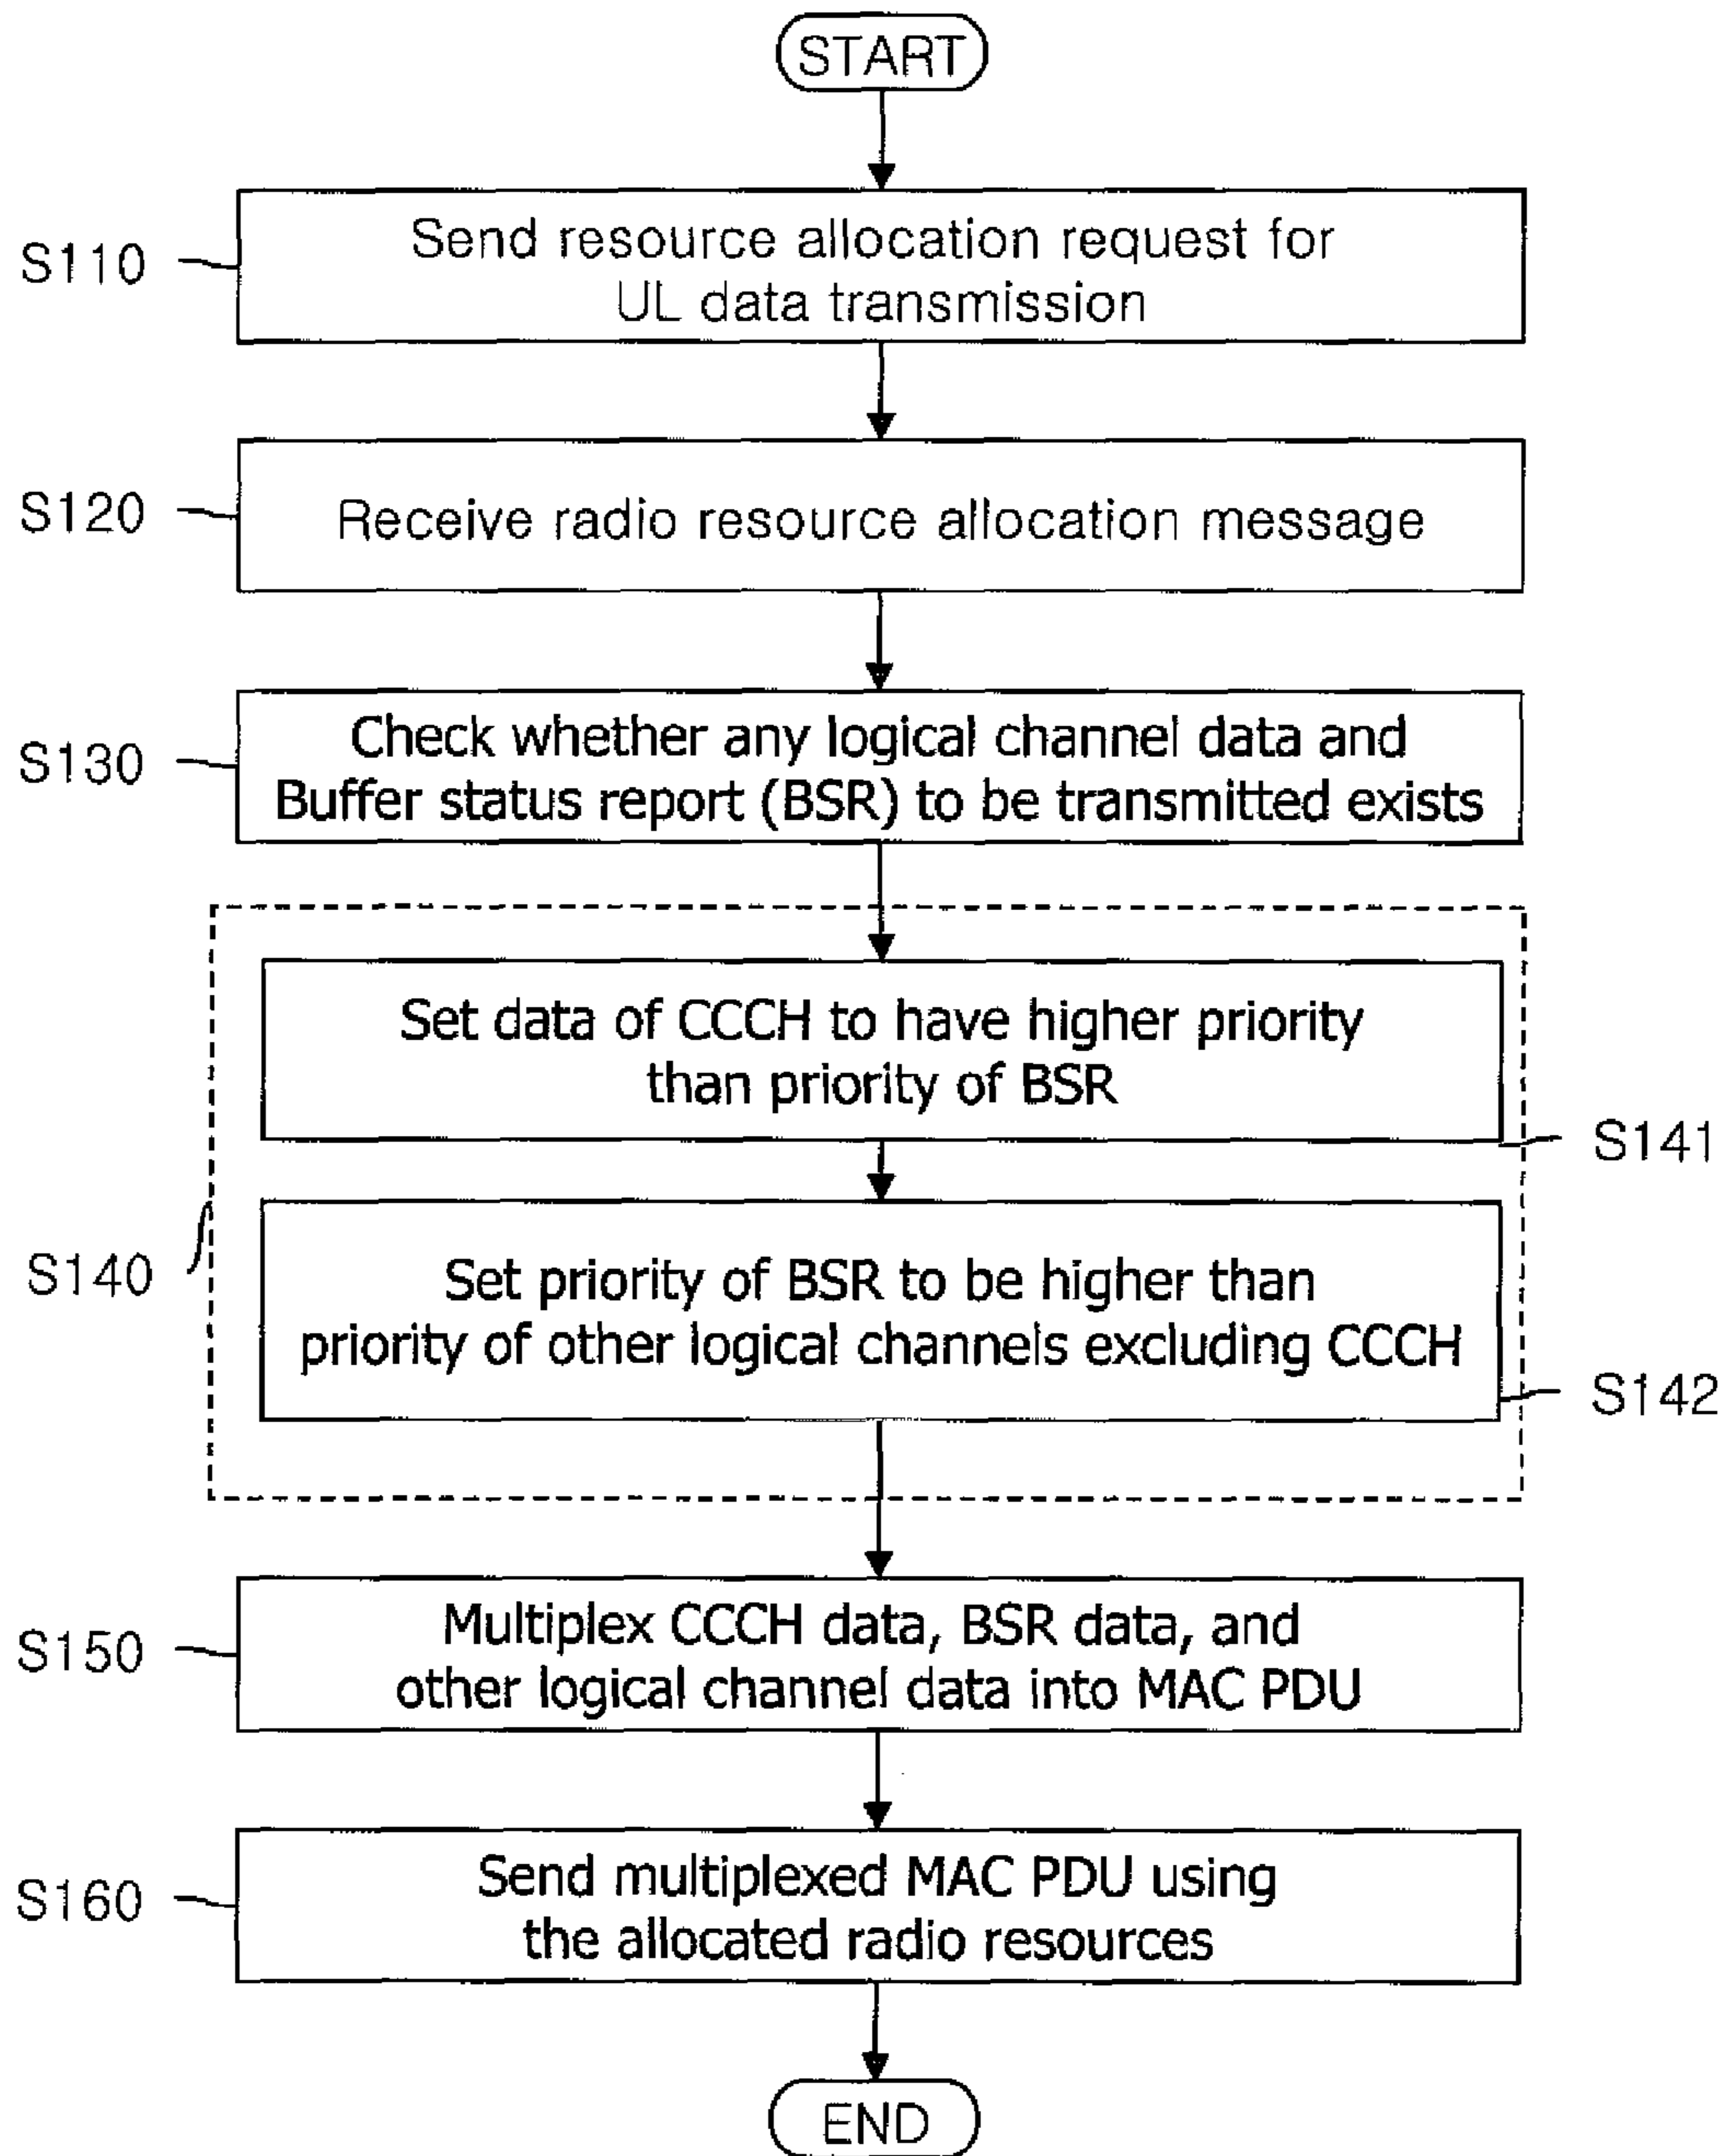 START
S110
Send resource allocation request for
UL data transmission
S120
Receive radio resource allocation message
S130
Check whether any logical channel data and
Buffer status report (BSR) to be transmitted exists
S140
Set data of CCCH to have higher priority
than priority of BSR
S141
Set priority of BSR to be higher than
priority of other logical channels excluding CCCH
S142
S150
Multiplex CCCH data, BSR data, and
other logical channel data into MAC PDU
S160
Send multiplexed MAC PDU using
the allocated radio resources
END